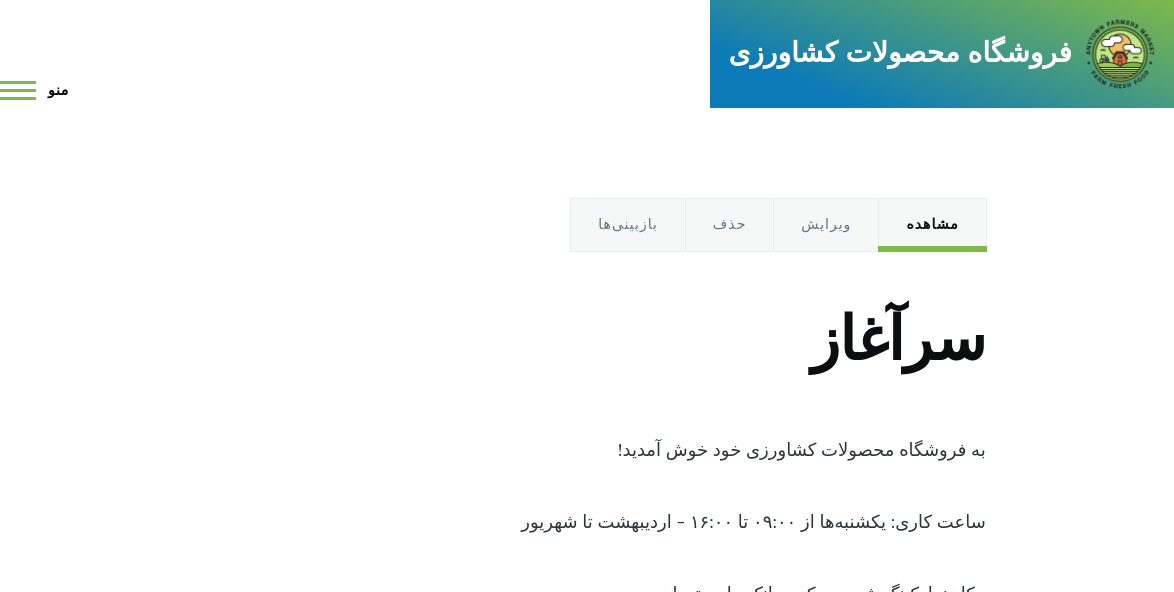 فروشگاه محصولات کشاورزی
ANYTOWN FARMERS MARKET
FARM FRESH FOOD
منو
مشاهده
ویرایش
حذف
بازبینی‌ها
سرآغاز
به فروشگاه محصولات کشاورزی خود خوش آمدید!
ساعت کاری: یکشنبه‌ها از ۰۹:۰۰ تا ۱۶:۰۰ – اردیبهشت تا شهریور